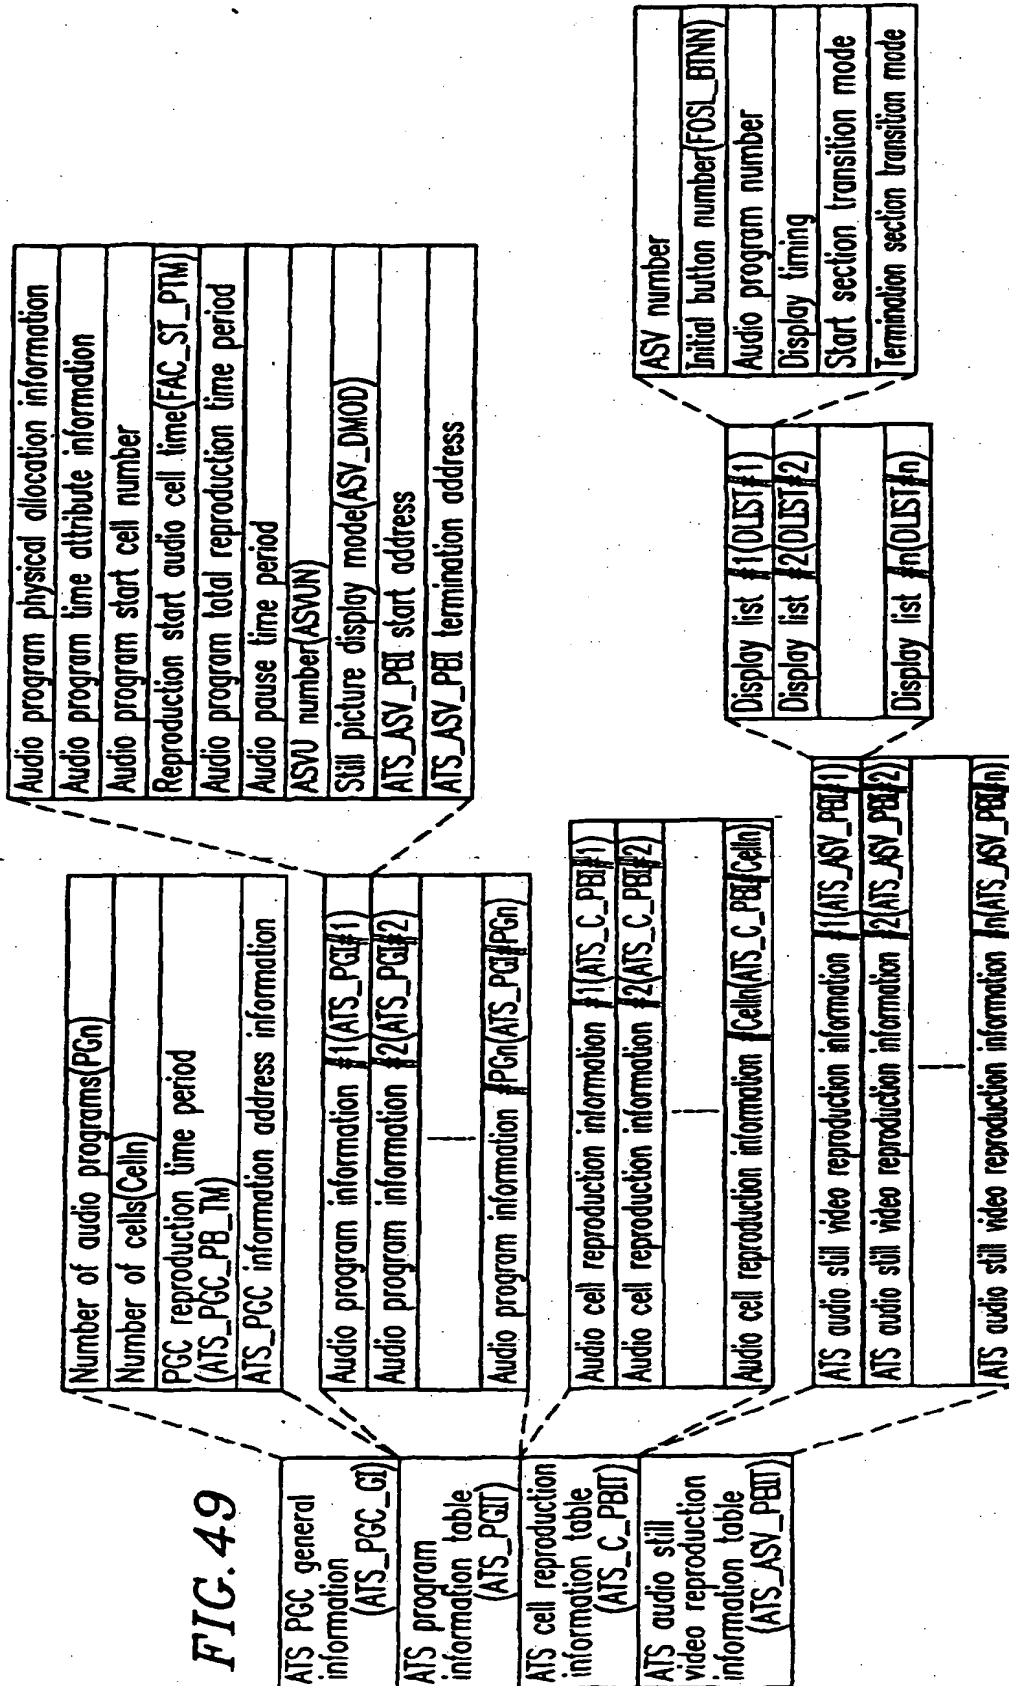 FIG. 49
ATS PGC general
information
(ATS_PGC_GI)
ATS program
information table
(ATS_PGIT)
ATS cell reproduction
information table
(ATS_C_PBIT)
ATS audio still
video reproduction
information table
(ATS_ASV_PBIT)
Number of audio programs(PGn)
Number of cells(Celln)
PGC reproduction time period
(ATS_PGC_PB_TM)
ATS_PGC information address information
Audio program information #1(ATS_PGI#1)
Audio program information #2(ATS_PGI#2)
Audio program information #PGn(ATS_PGI#PGn)
Audio cell reproduction information #1(ATS_C_PBI#1)
Audio cell reproduction information #2(ATS_C_PBI#2)
Audio cell reproduction information #Celln(ATS_C_PBI#Celln)
ATS audio still video reproduction information #1(ATS_ASV_PBI#1)
ATS audio still video reproduction information #2(ATS_ASV_PBI#2)
ATS audio still video reproduction information #n(ATS_ASV_PBI#n)
Audio program physical allocation information
Audio program time attribute information
Audio program start cell number
Reproduction start audio cell time(FAC_ST_PTM)
Audio program total reproduction time period
Audio pause time period
ASVU number(ASVUN)
Still picture display mode(ASV_DMOD)
ATS_ASV_PBI start address
ATS_ASV_PBI termination address
Display list #1(DLIST#1)
Display list #2(DLIST#2)
Display list #n(DLIST#n)
ASV number
Initial button number(FOSL_BTNN)
Audio program number
Display timing
Start section transition mode
Termination section transition mode